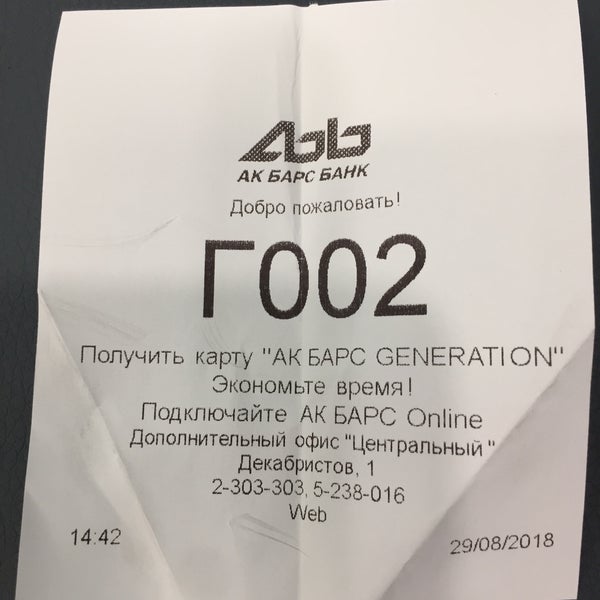 Абб
АК БАРС БАНК
Добро пожаловать!
Г002
Получить карту "АК БАРС GENERATION"
Экономьте время!
Подключайте АК БАРС Online
Дополнительный офис "Центральный"
Декабристов, 1
2-303-303, 5-238-016
Web
14:42
29/08/2018